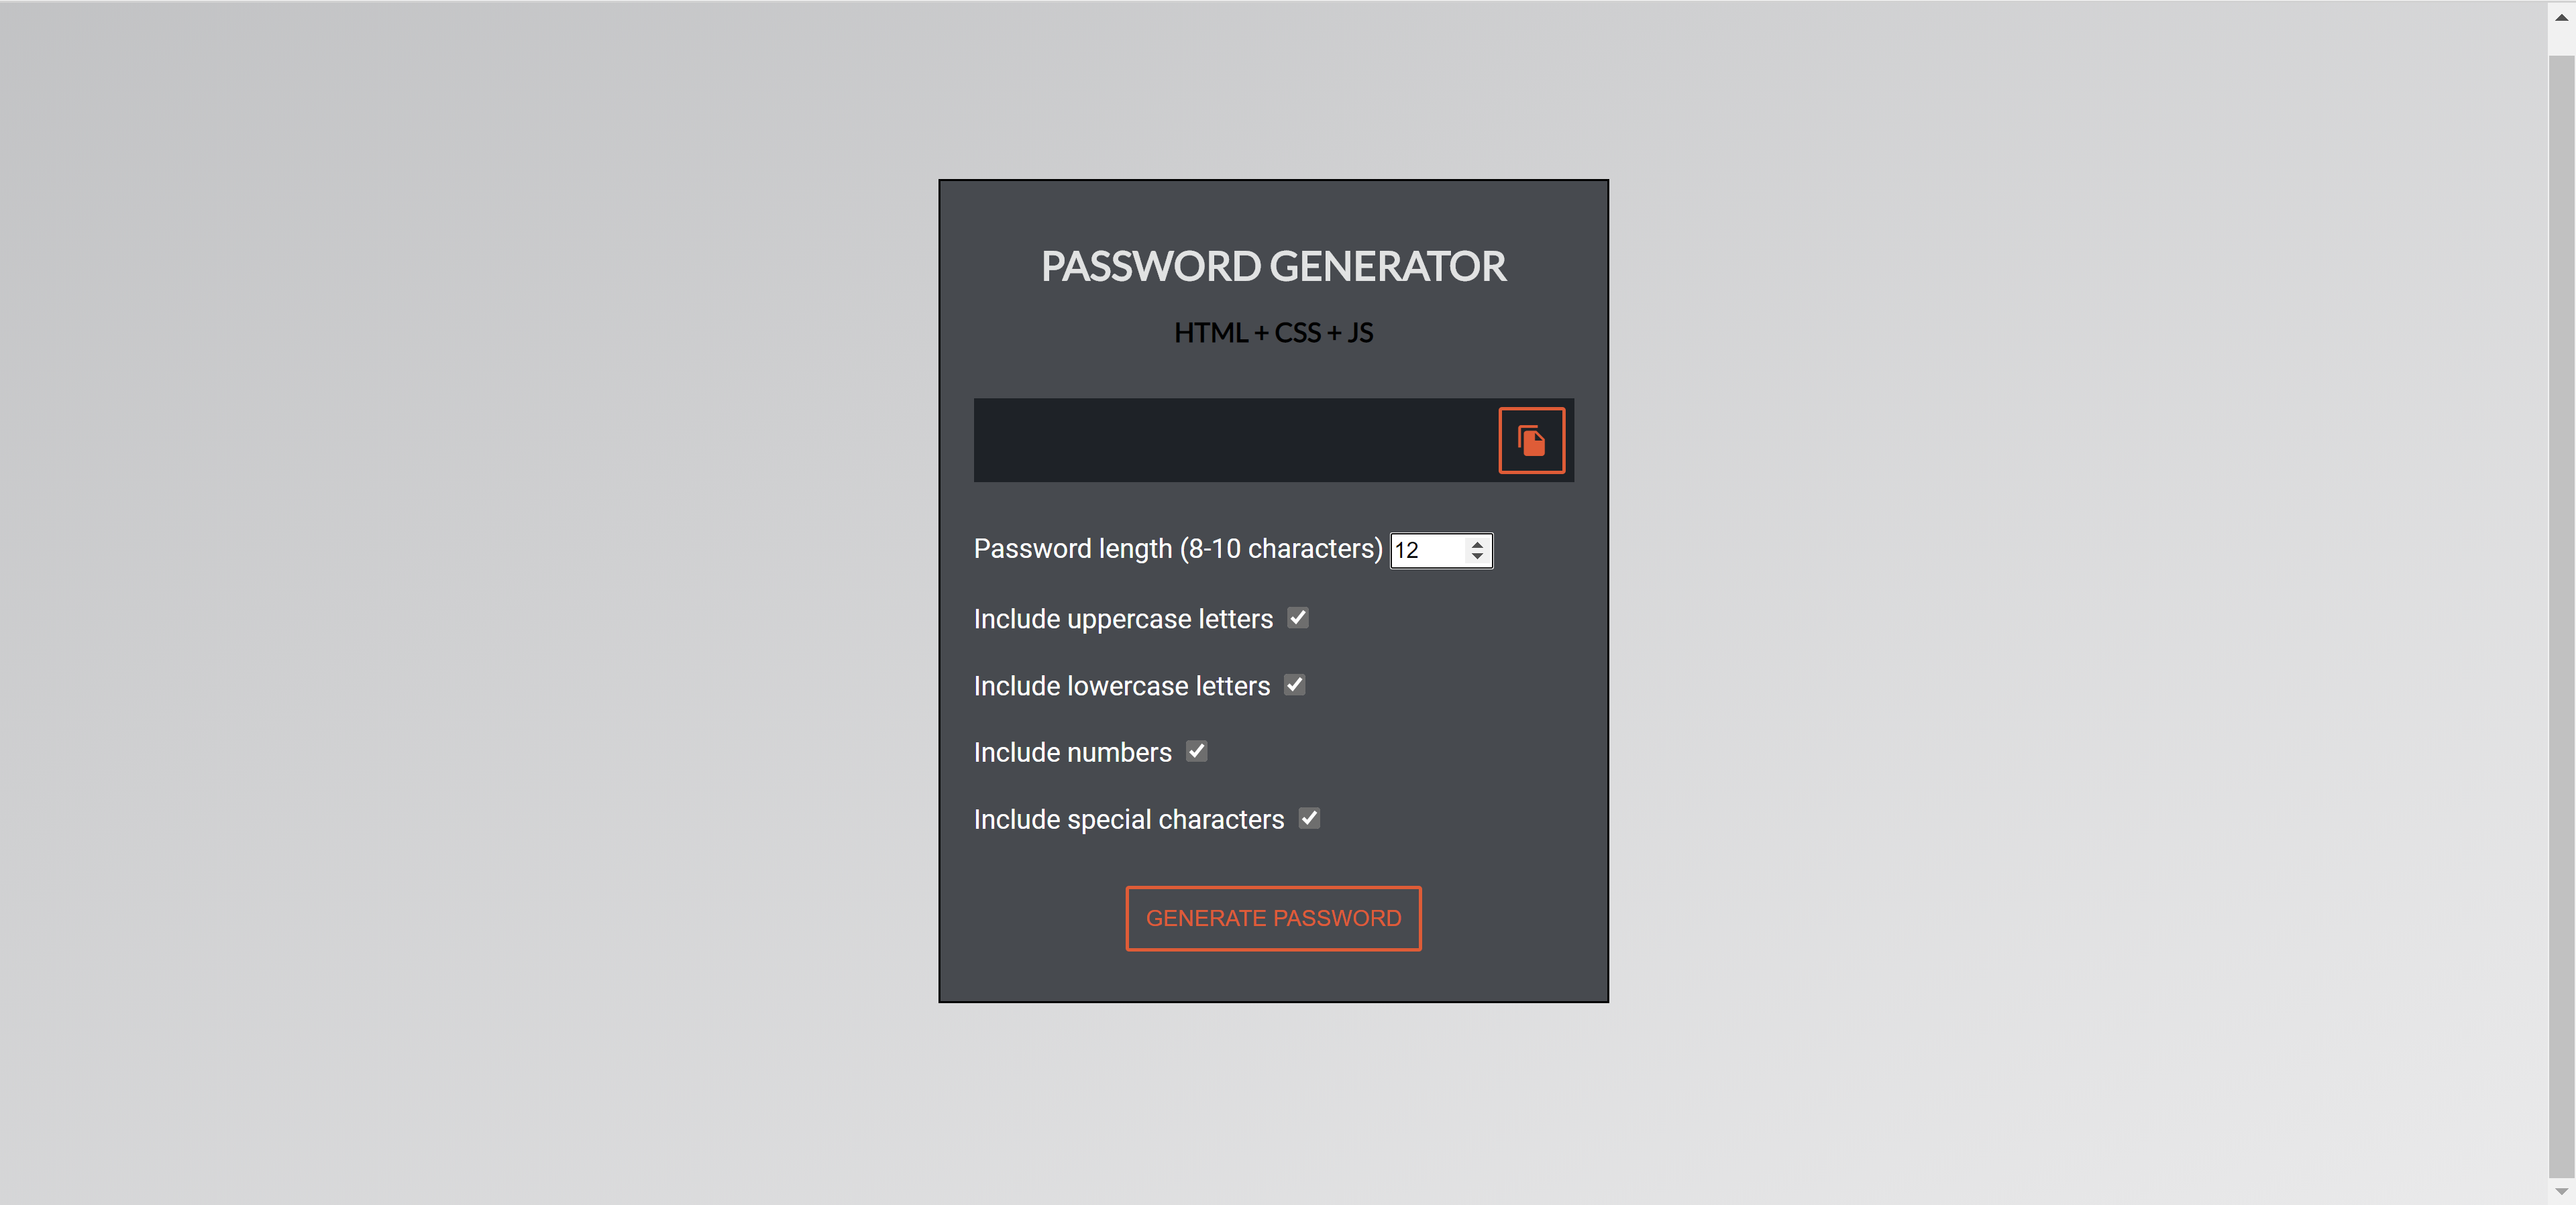 PASSWORD GENERATOR
HTML + CSS + JS
Password length (8-10 characters) 12
Include uppercase letters
Include lowercase letters
Include numbers
Include special characters
GENERATE PASSWORD